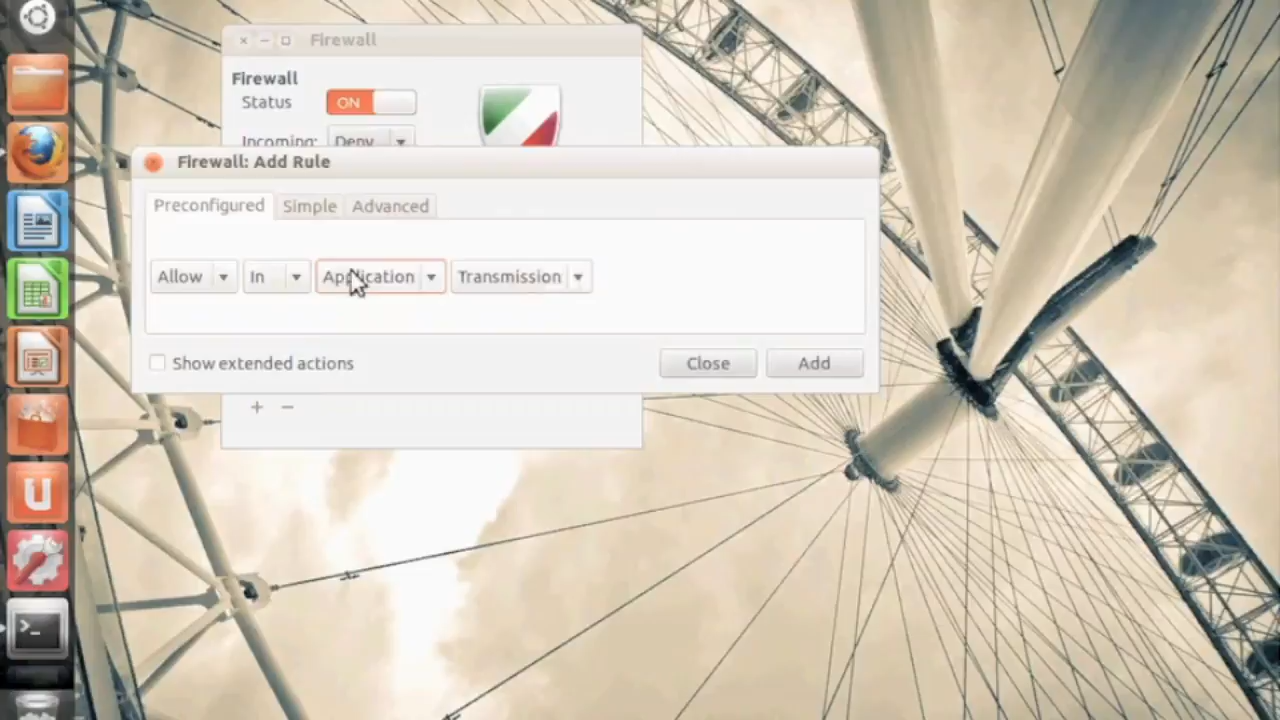 Firewall
Firewall
Status ON
Incoming: Deny
Firewall: Add Rule
Preconfigured Simple Advanced
Allow In Application Transmission
Show extended actions Close Add